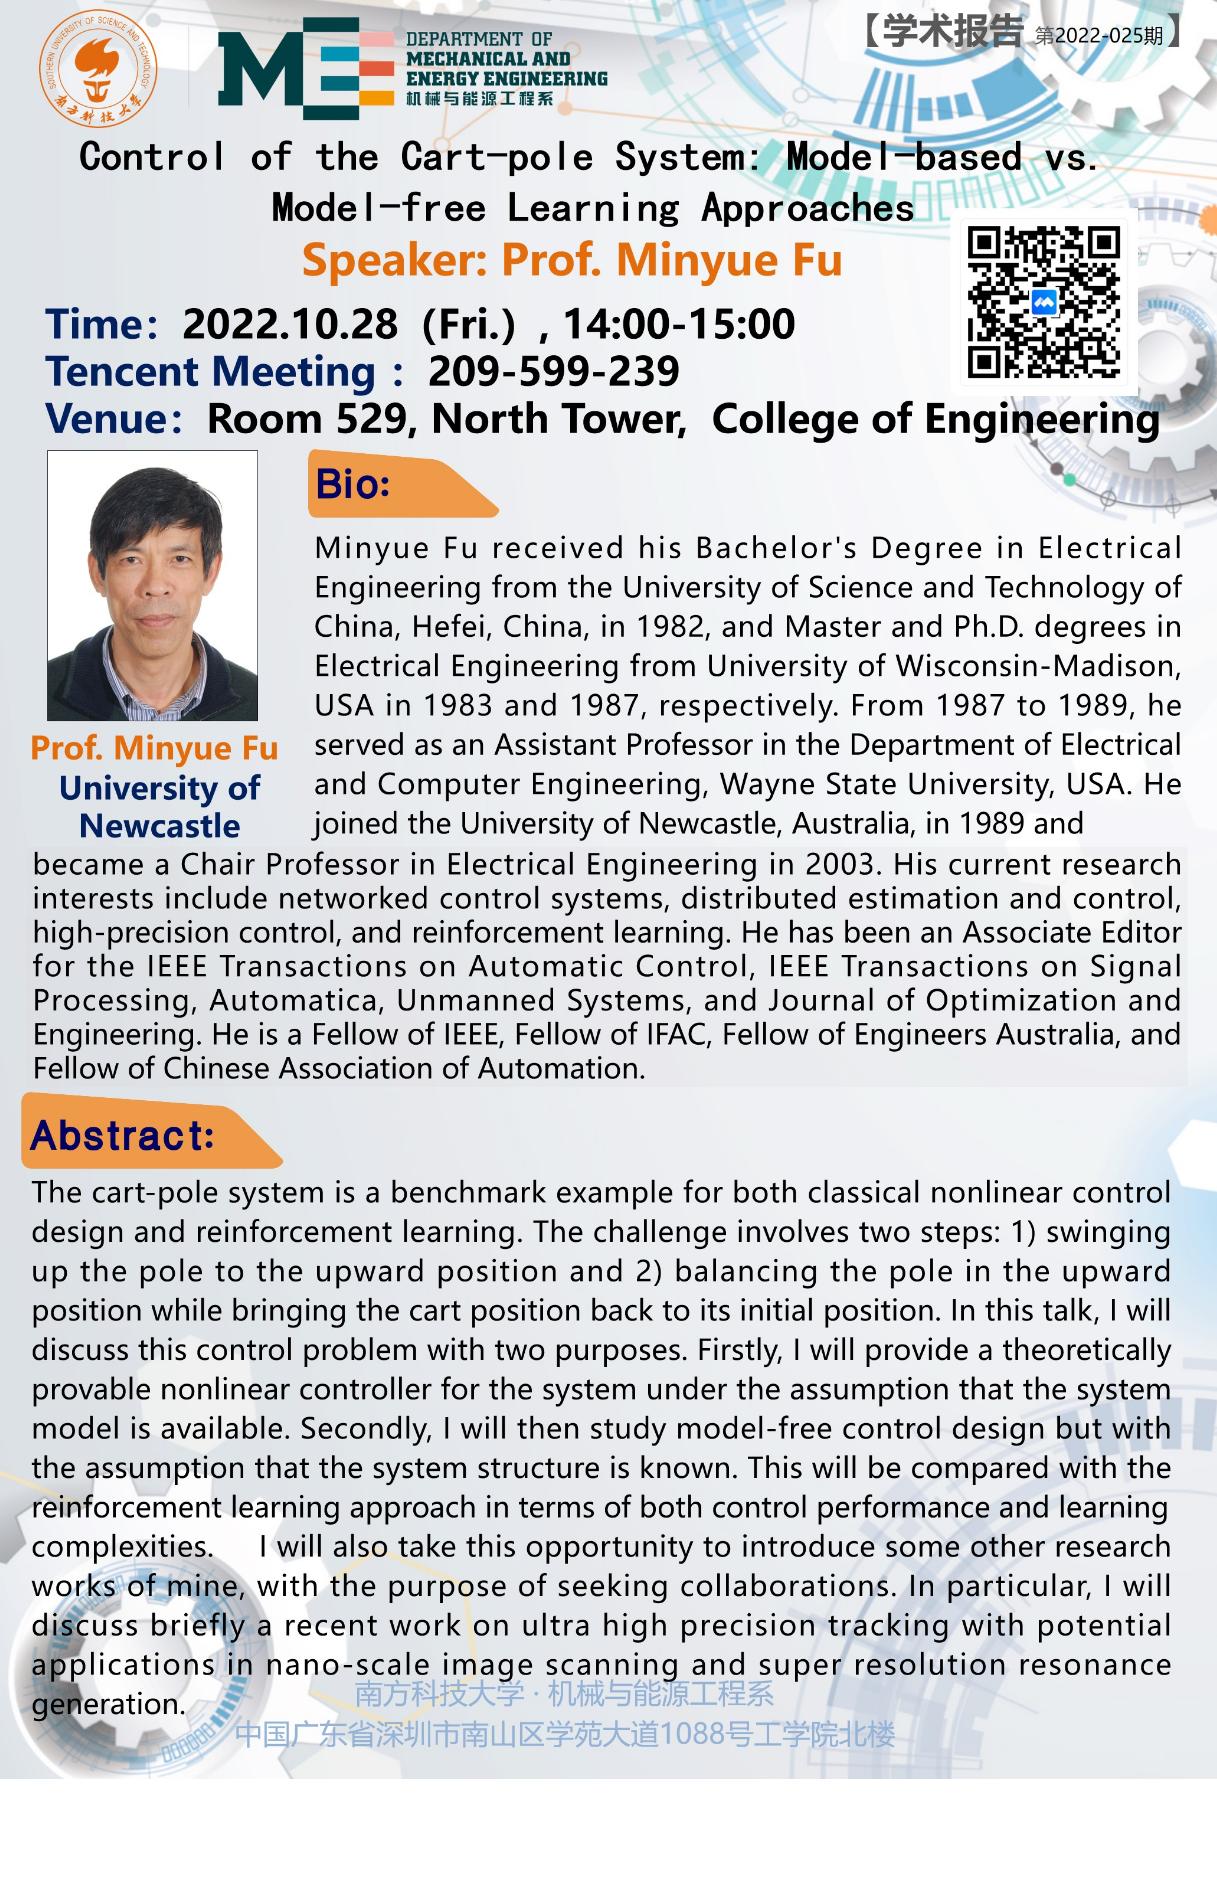 SOUTHERN UNIVERSITY OF SCIENCE AND TECHNOLOGY
南方科技大学
ME
DEPARTMENT OF
MECHANICAL AND
ENERGY ENGINEERING
机械与能源工程系
【学术报告 第2022-025期】
Control of the Cart-pole System: Model-based vs.
Model-free Learning Approaches
Speaker: Prof. Minyue Fu
Time：2022.10.28（Fri.）, 14:00-15:00
Tencent Meeting：209-599-239
Venue：Room 529, North Tower, College of Engineering
Prof. Minyue Fu
University of
Newcastle
Bio:
Minyue Fu received his Bachelor's Degree in Electrical
Engineering from the University of Science and Technology of
China, Hefei, China, in 1982, and Master and Ph.D. degrees in
Electrical Engineering from University of Wisconsin-Madison,
USA in 1983 and 1987, respectively. From 1987 to 1989, he
served as an Assistant Professor in the Department of Electrical
and Computer Engineering, Wayne State University, USA. He
joined the University of Newcastle, Australia, in 1989 and
became a Chair Professor in Electrical Engineering in 2003. His current research
interests include networked control systems, distributed estimation and control,
high-precision control, and reinforcement learning. He has been an Associate Editor
for the IEEE Transactions on Automatic Control, IEEE Transactions on Signal
Processing, Automatica, Unmanned Systems, and Journal of Optimization and
Engineering. He is a Fellow of IEEE, Fellow of IFAC, Fellow of Engineers Australia, and
Fellow of Chinese Association of Automation.
Abstract:
The cart-pole system is a benchmark example for both classical nonlinear control
design and reinforcement learning. The challenge involves two steps: 1) swinging
up the pole to the upward position and 2) balancing the pole in the upward
position while bringing the cart position back to its initial position. In this talk, I will
discuss this control problem with two purposes. Firstly, I will provide a theoretically
provable nonlinear controller for the system under the assumption that the system
model is available. Secondly, I will then study model-free control design but with
the assumption that the system structure is known. This will be compared with the
reinforcement learning approach in terms of both control performance and learning
complexities. I will also take this opportunity to introduce some other research
works of mine, with the purpose of seeking collaborations. In particular, I will
discuss briefly a recent work on ultra high precision tracking with potential
applications in nano-scale image scanning and super resolution resonance
generation.
南方科技大学 · 机械与能源工程系
中国广东省深圳市南山区学苑大道1088号工学院北楼